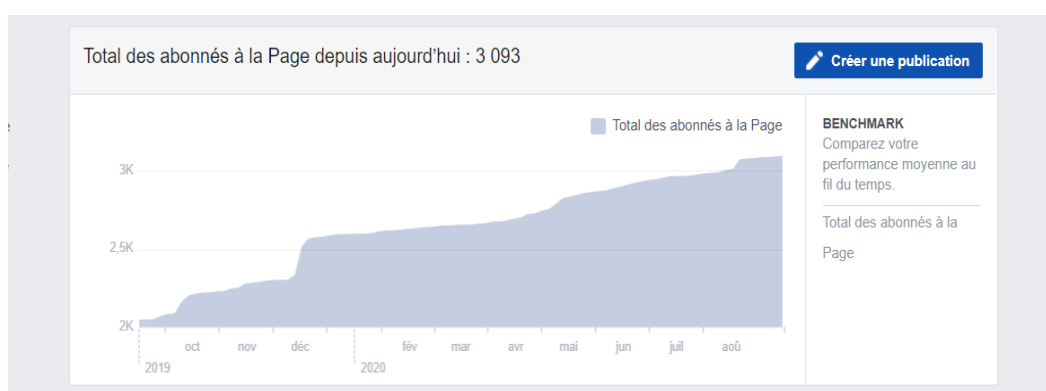 Total des abonnés à la Page depuis aujourd'hui : 3 093
Créer une publication
Total des abonnés à la Page
3K
2,5K
2K
oct nov déc fév mar avr mai jun juil aoû
2019 2020
BENCHMARK
Comparez votre
performance moyenne au
fil du temps.
Total des abonnés à la
Page